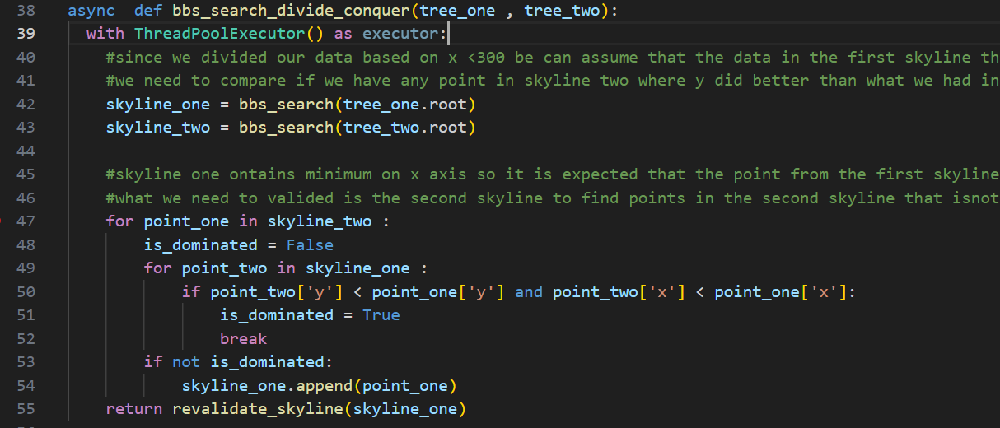 38 async  def bbs_search_divide_conquer(tree_one , tree_two):
39   with ThreadPoolExecutor() as executor:
40     #since we divided our data based on x <300 be can assume that the data in the first skyline th
41     #we need to compare if we have any point in skyline two where y did better than what we had in
42     skyline_one = bbs_search(tree_one.root)
43     skyline_two = bbs_search(tree_two.root)
44
45     #skyline one ontains minimum on x axis so it is expected that the point from the first skyline
46     #what we need to valided is the second skyline to find points in the second skyline that isnot
47     for point_one in skyline_two :
48         is_dominated = False
49         for point_two in skyline_one :
50             if point_two['y'] < point_one['y'] and point_two['x'] < point_one['x']:
51                 is_dominated = True
52                 break
53         if not is_dominated:
54             skyline_one.append(point_one)
55     return revalidate_skyline(skyline_one)